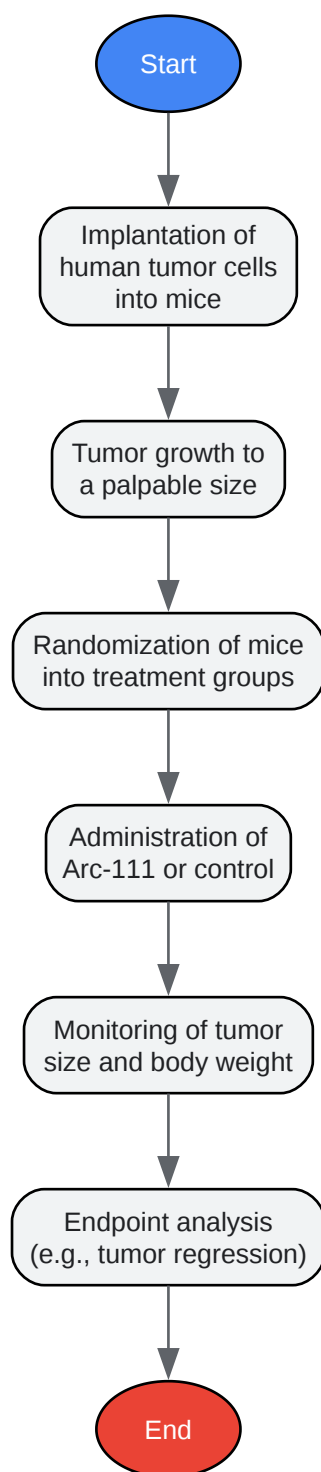 Start
Implantation of
human tumor cells
into mice
Tumor growth to
a palpable size
Randomization of mice
into treatment groups
Administration of
Arc-111 or control
Monitoring of tumor
size and body weight
Endpoint analysis
(e.g., tumor regression)
End